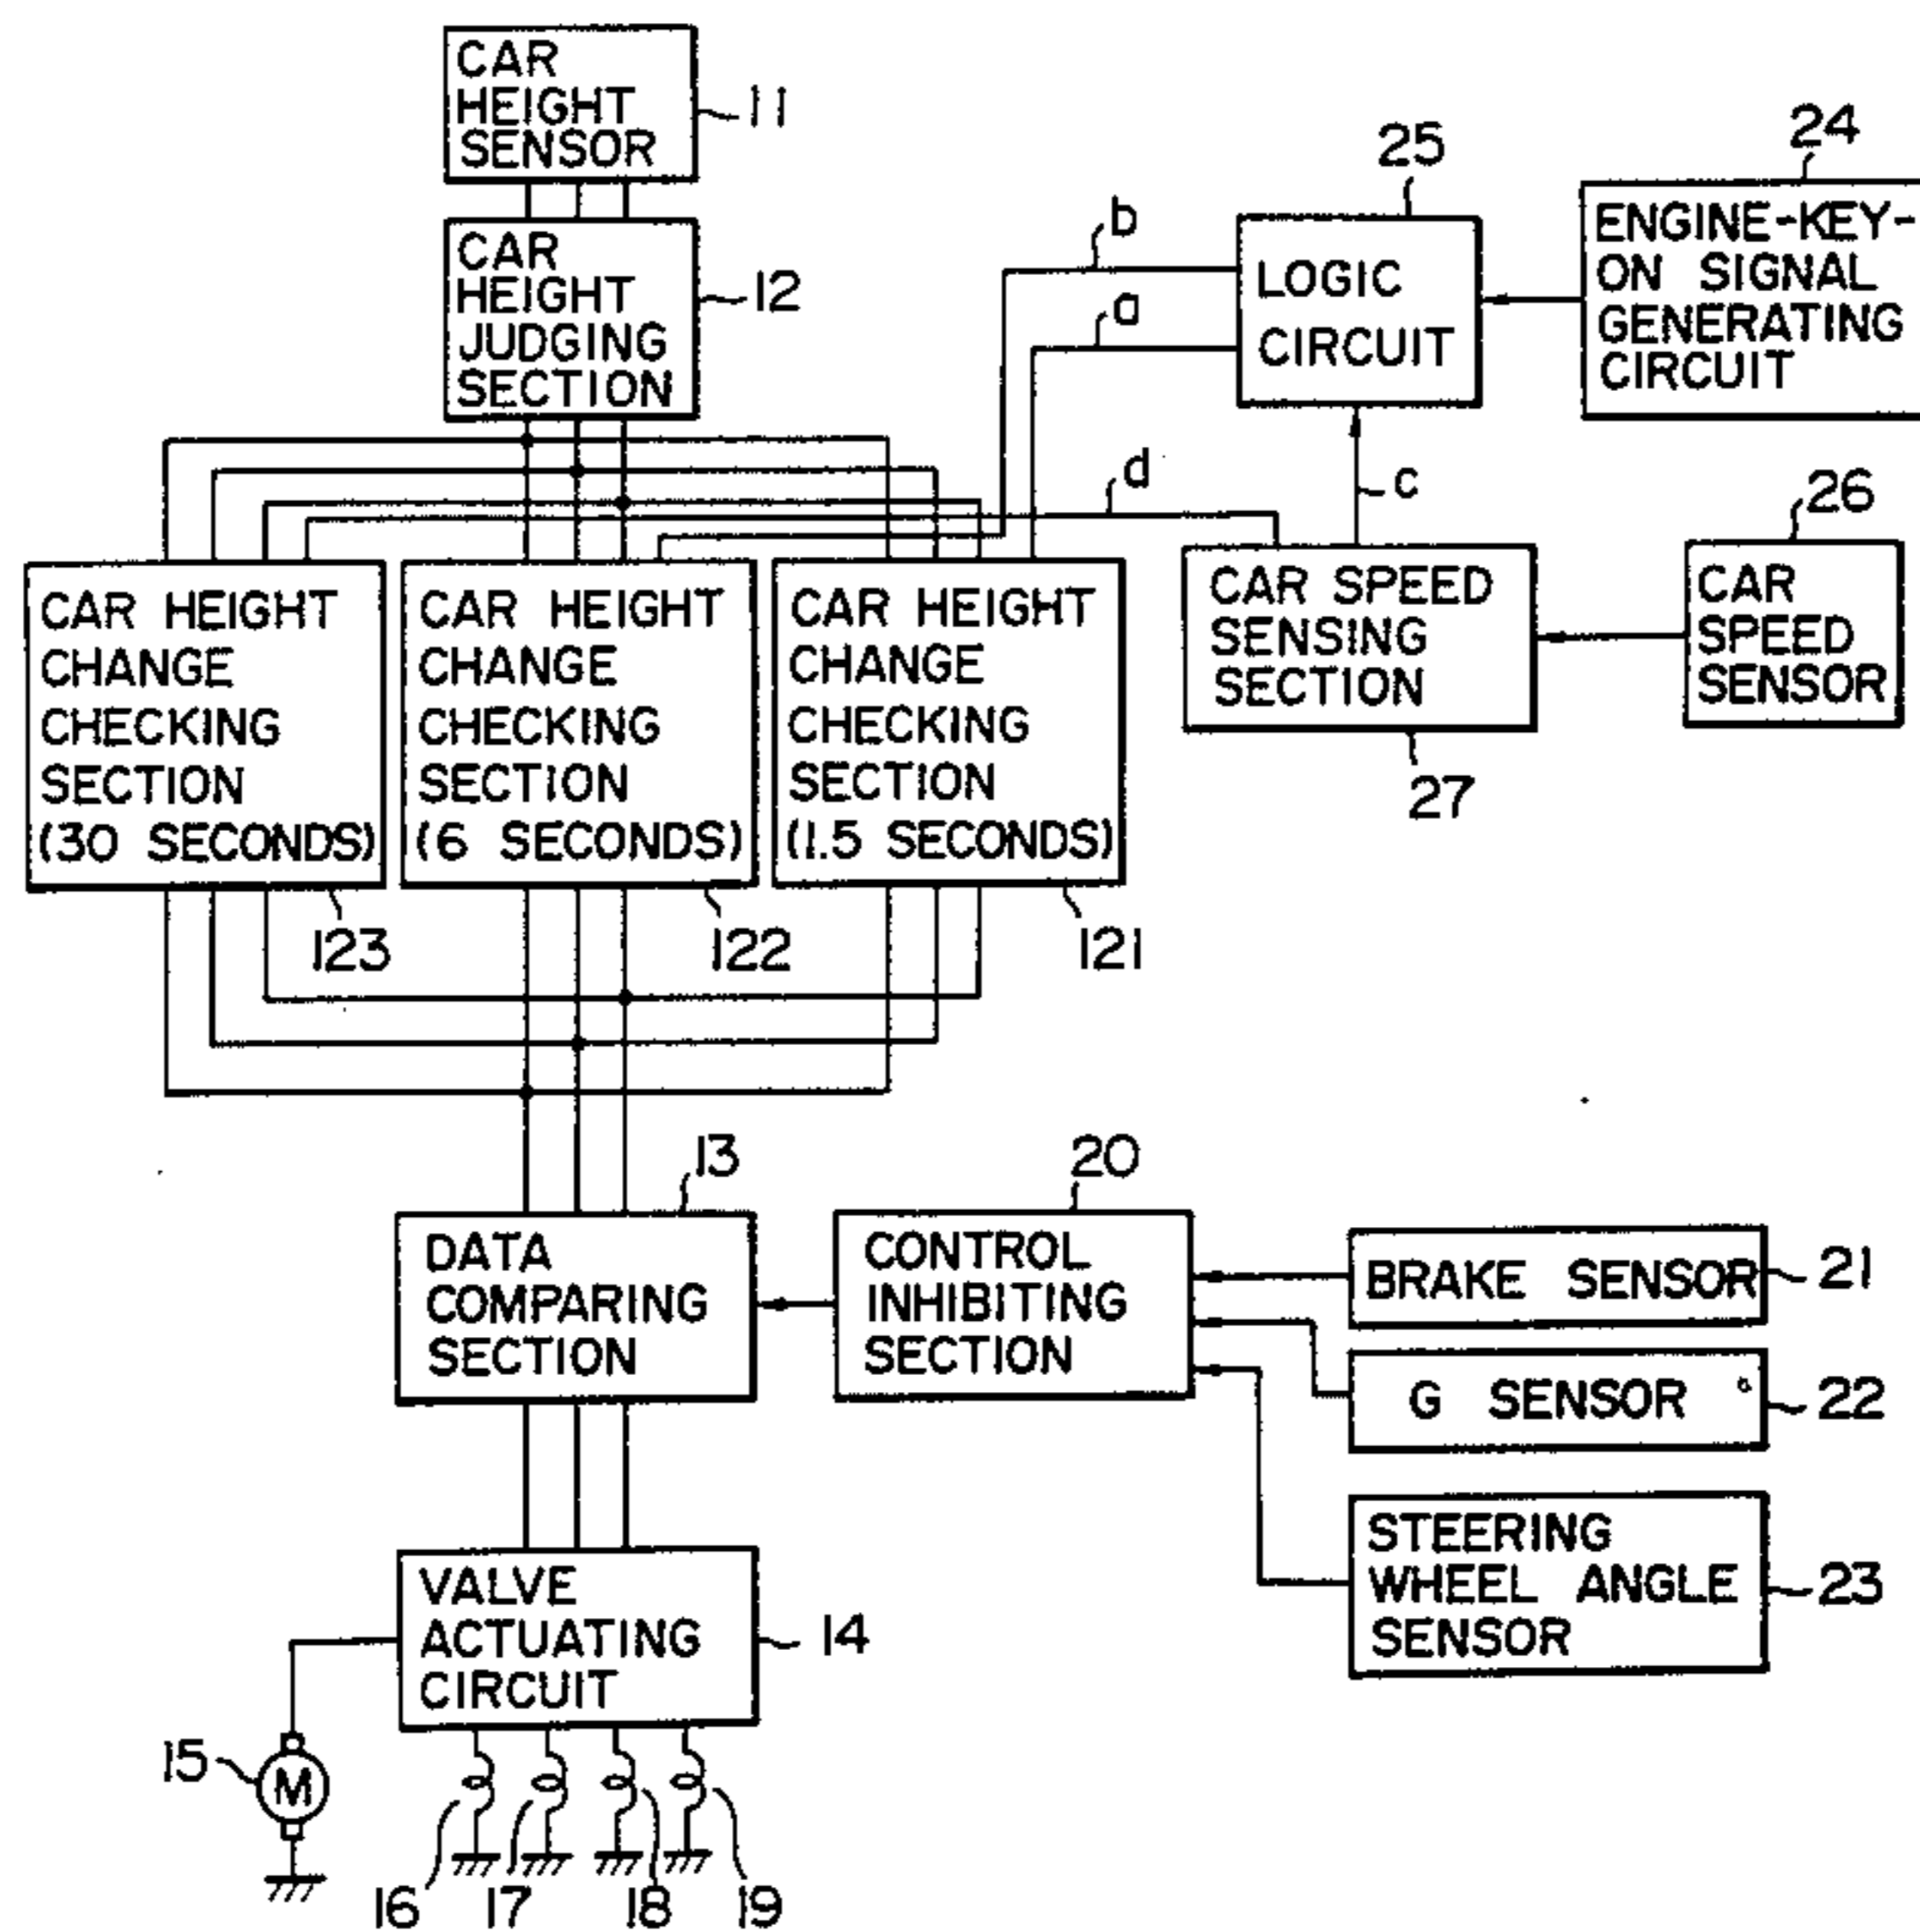 CAR
HEIGHT
SENSOR
11
CAR
HEIGHT
JUDGING
SECTION
12
25
LOGIC
CIRCUIT
24
ENGINE-KEY-
ON SIGNAL
GENERATING
CIRCUIT
b
a
d
c
26
CAR
SPEED
SENSOR
CAR SPEED
SENSING
SECTION
27
CAR HEIGHT
CHANGE
CHECKING
SECTION
(30 SECONDS)
123
CAR HEIGHT
CHANGE
CHECKING
SECTION
(6 SECONDS)
122
CAR HEIGHT
CHANGE
CHECKING
SECTION
(1.5 SECONDS)
121
13
DATA
COMPARING
SECTION
20
CONTROL
INHIBITING
SECTION
BRAKE SENSOR
21
G SENSOR
22
STEERING
WHEEL ANGLE
SENSOR
23
VALVE
ACTUATING
CIRCUIT
14
15
M
16
17
18
19